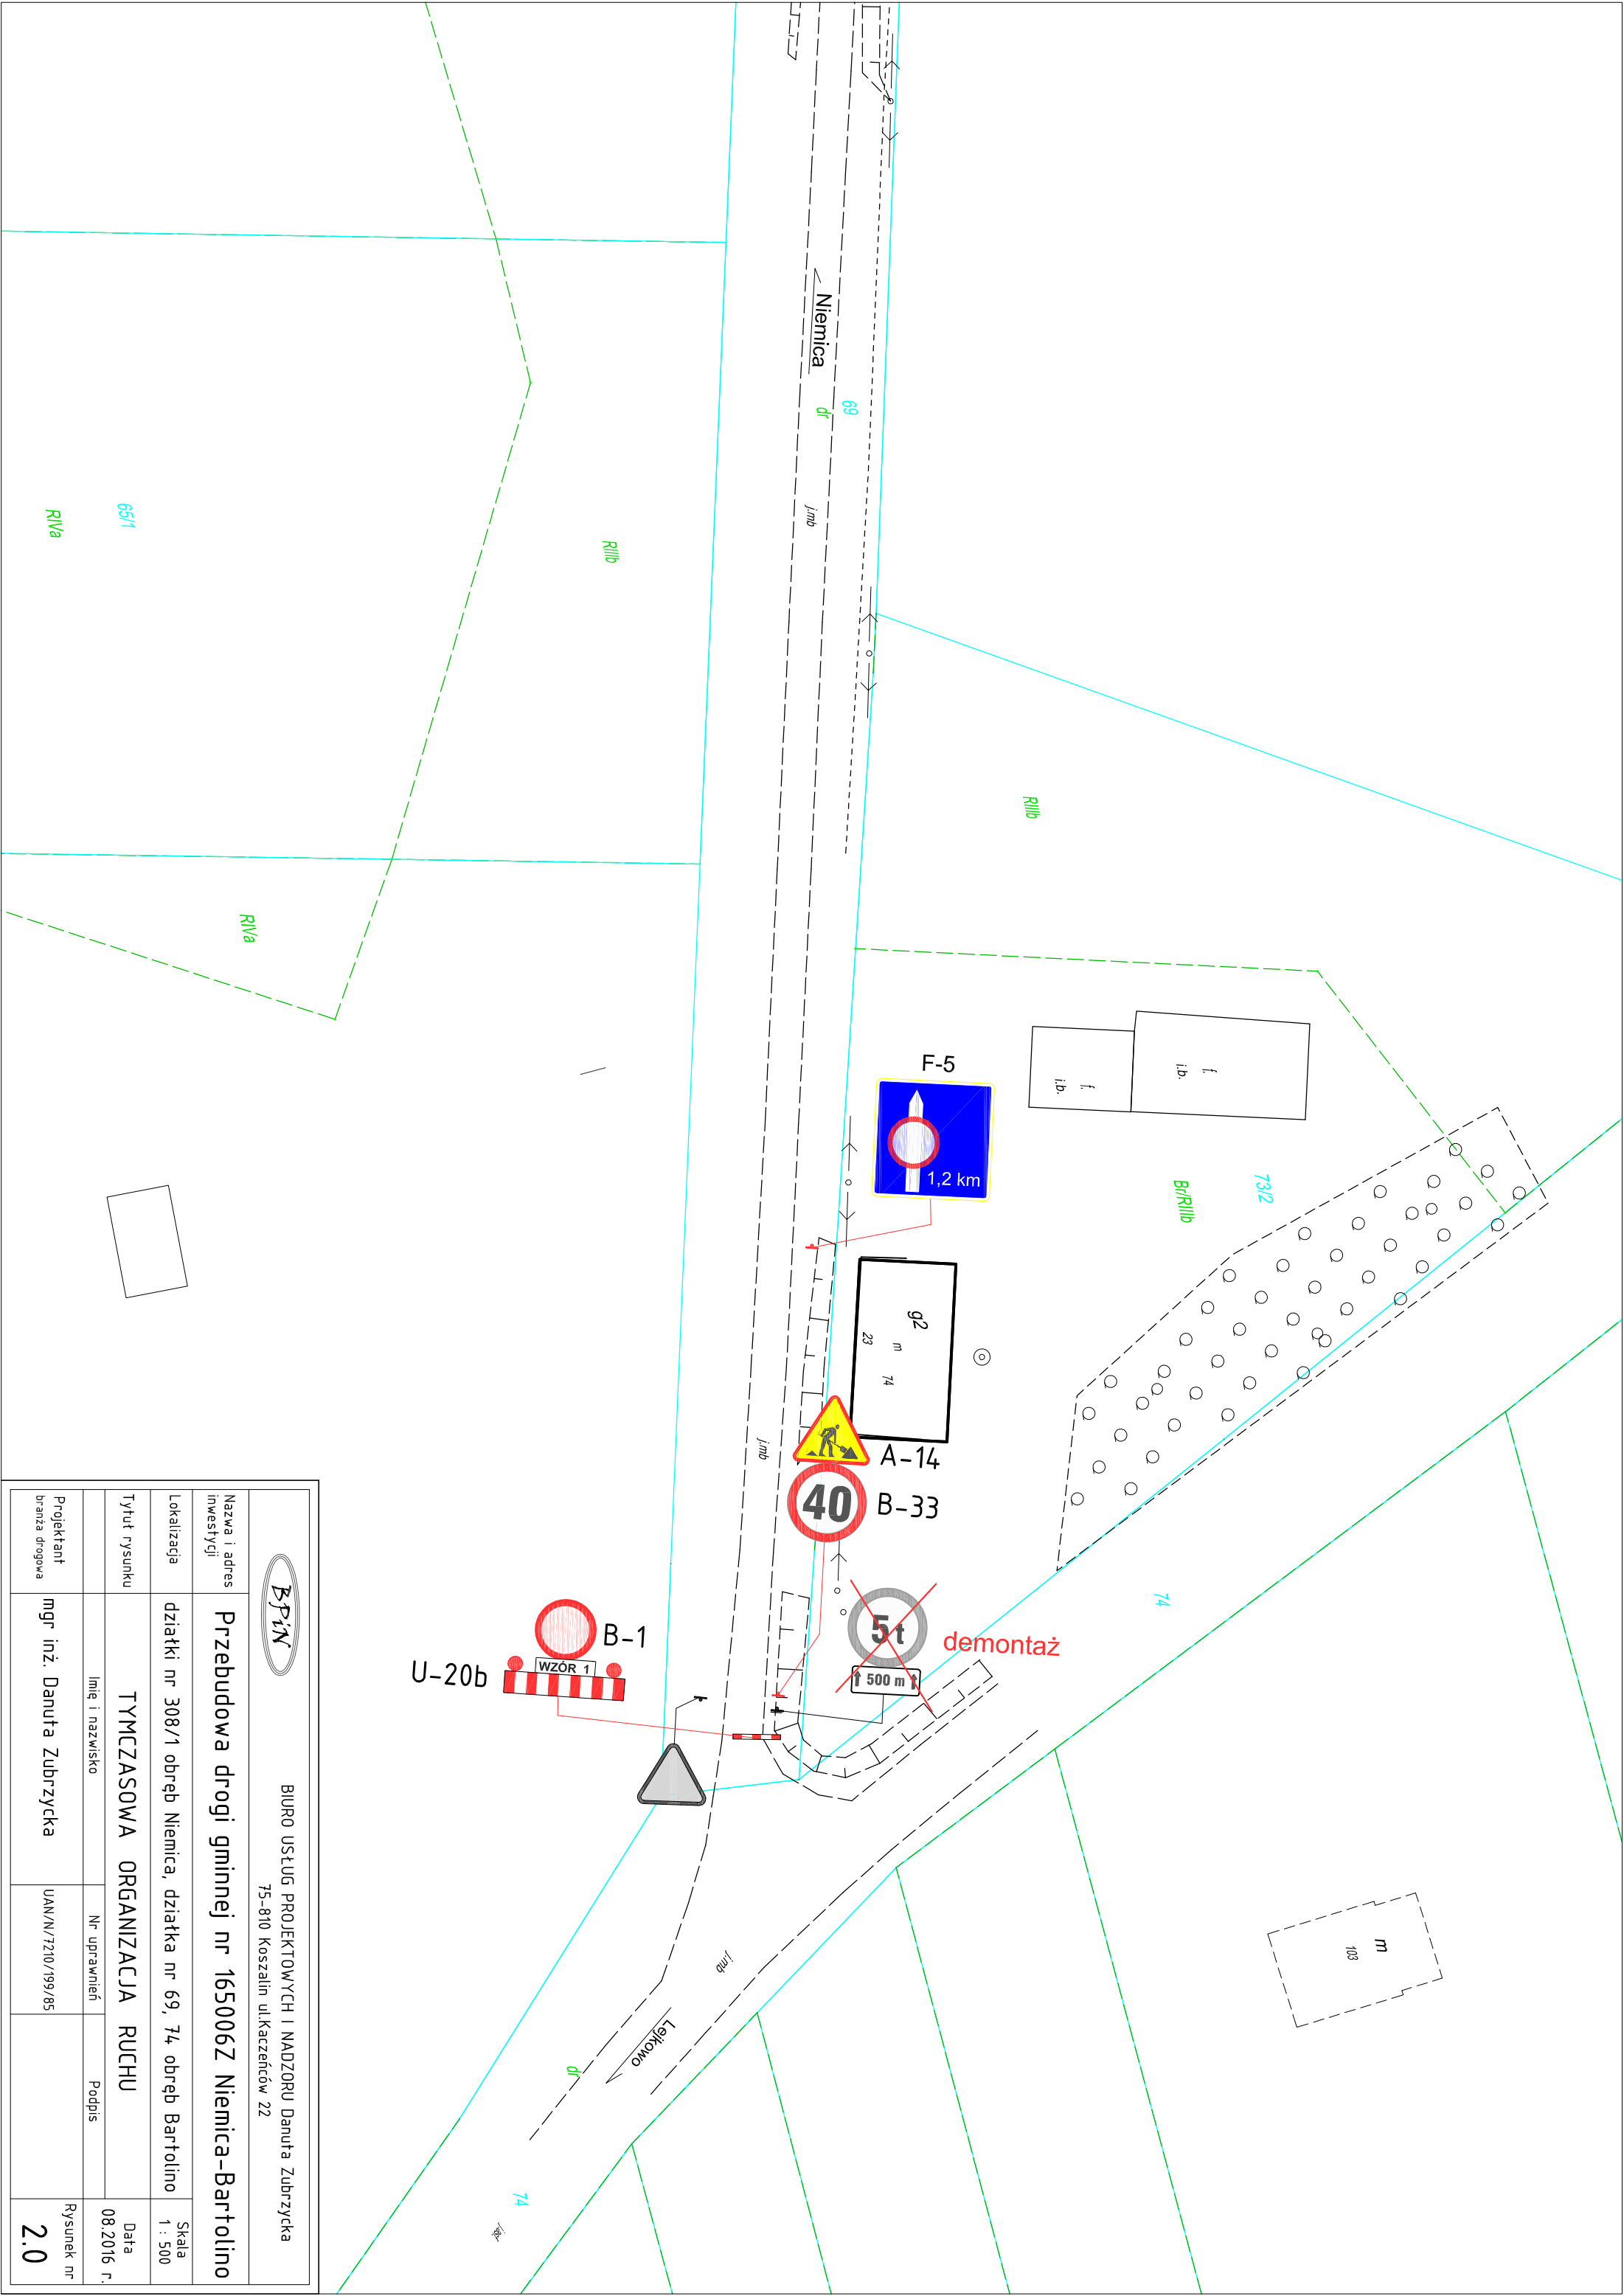 Niemica
69
dr
j.mb
65/1
RIVa
RIIIb
RIIIb
RIVa
F-5
1,2 km
f.
i.b.
f.
i.b.
73/2
Br/RIIIb
g2
m
23
74
j.mb
A-14
40
B-33
5 t
500 m
demontaż
B-1
WZÓR 1
U-20b
74
m
103
j.mb
Lejkowo
dr
74
BPiN
BIURO USŁUG PROJEKTOWYCH I NADZORU Danuta Zubrzycka
75-810 Koszalin ul.Kaczeńców 22
Nazwa i adres
inwestycji
Przebudowa drogi gminnej nr 165006Z Niemica-Bartolino
Lokalizacja
działki nr 308/1 obręb Niemica, działka nr 69, 74 obręb Bartolino
Skala
1 : 500
Tytuł rysunku
TYMCZASOWA ORGANIZACJA RUCHU
Data
08.2016 r.
Imię i nazwisko
Nr uprawnień
Podpis
Rysunek nr
2.0
Projektant
branża drogowa
mgr inż. Danuta Zubrzycka
UAN/N/7210/199/85